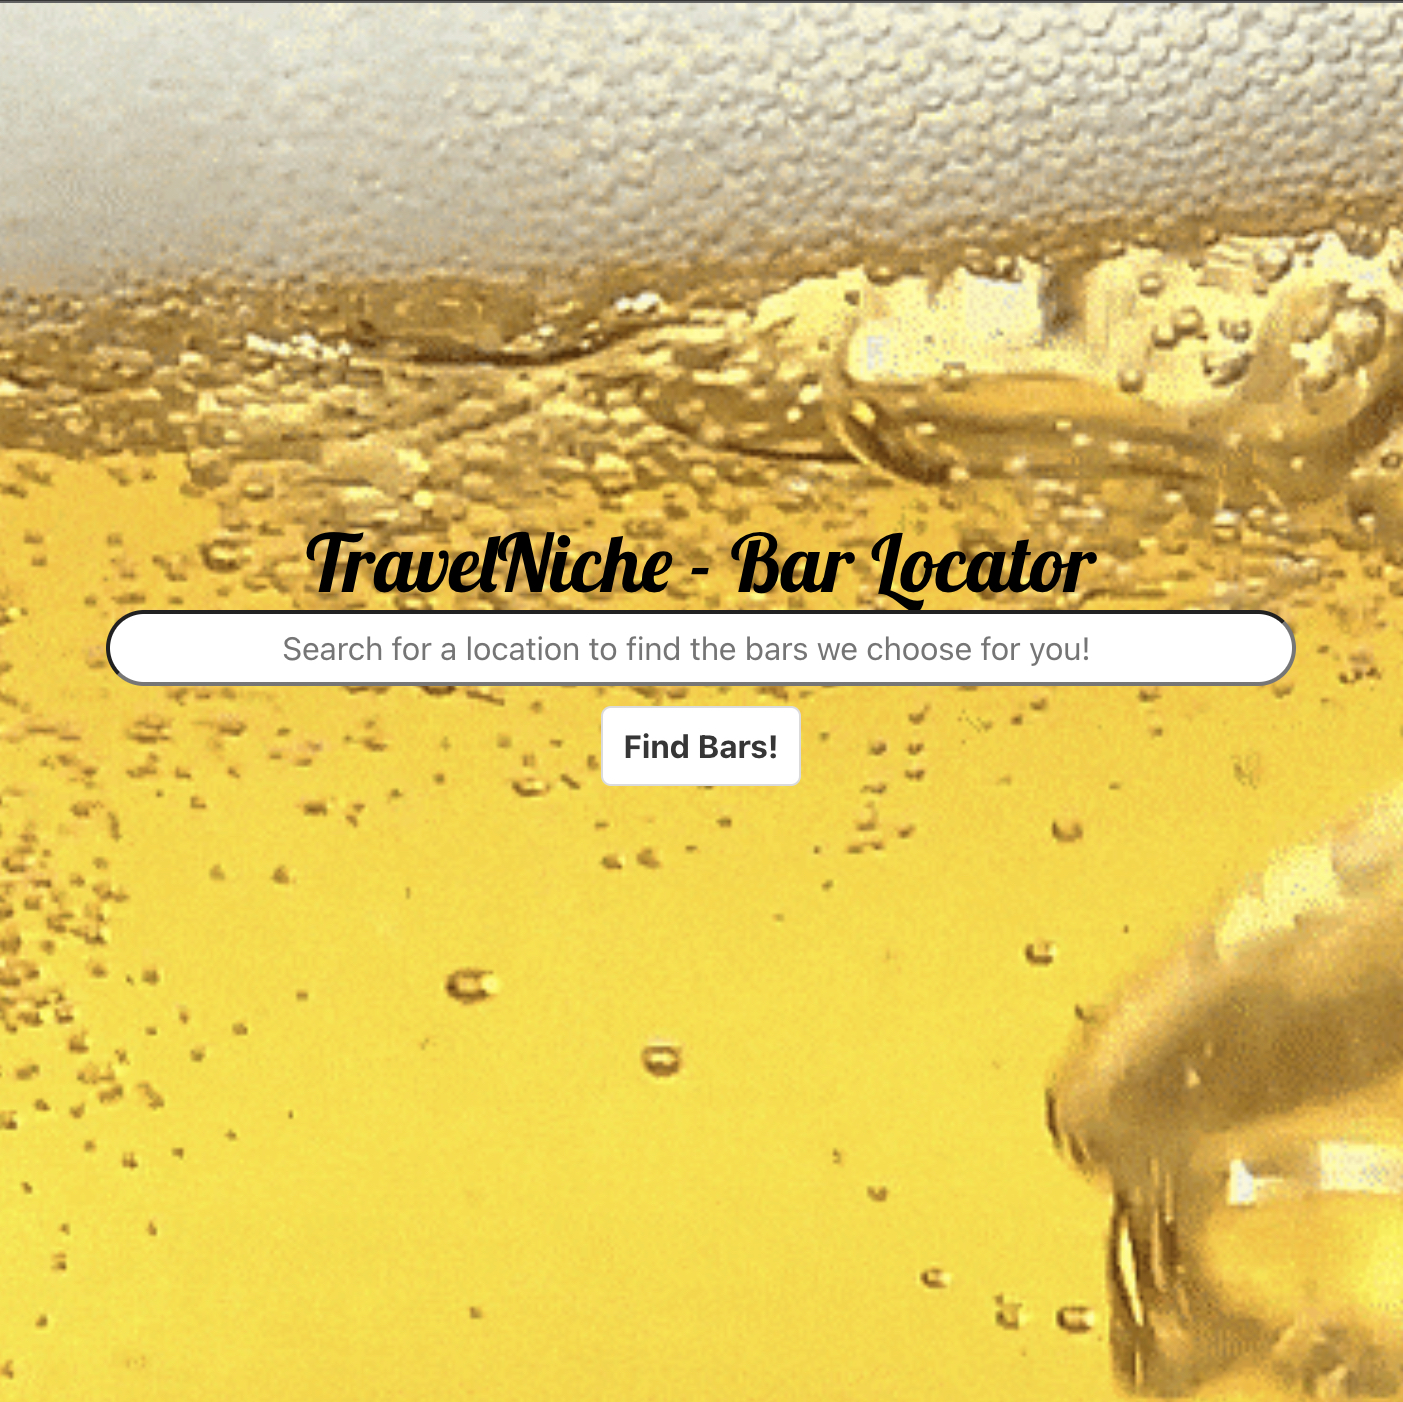 TravelNiche - Bar Locator
Search for a location to find the bars we choose for you!
Find Bars!